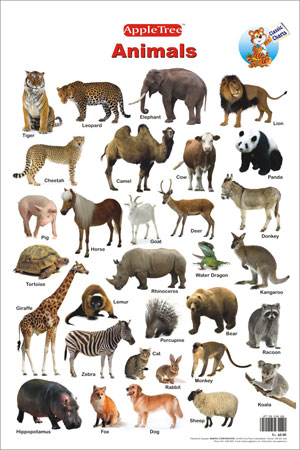 AppleTree
Animals
Classic
Charts
Tiger
Leopard
Elephant
Lion
Cheetah
Camel
Cow
Panda
Pig
Horse
Goat
Deer
Donkey
Tortoise
Rhinoceros
Water Dragon
Kangaroo
Giraffe
Lemur
Porcupine
Bear
Racoon
Zebra
Cat
Rabbit
Monkey
Koala
Hippopotamus
Fox
Dog
Sheep